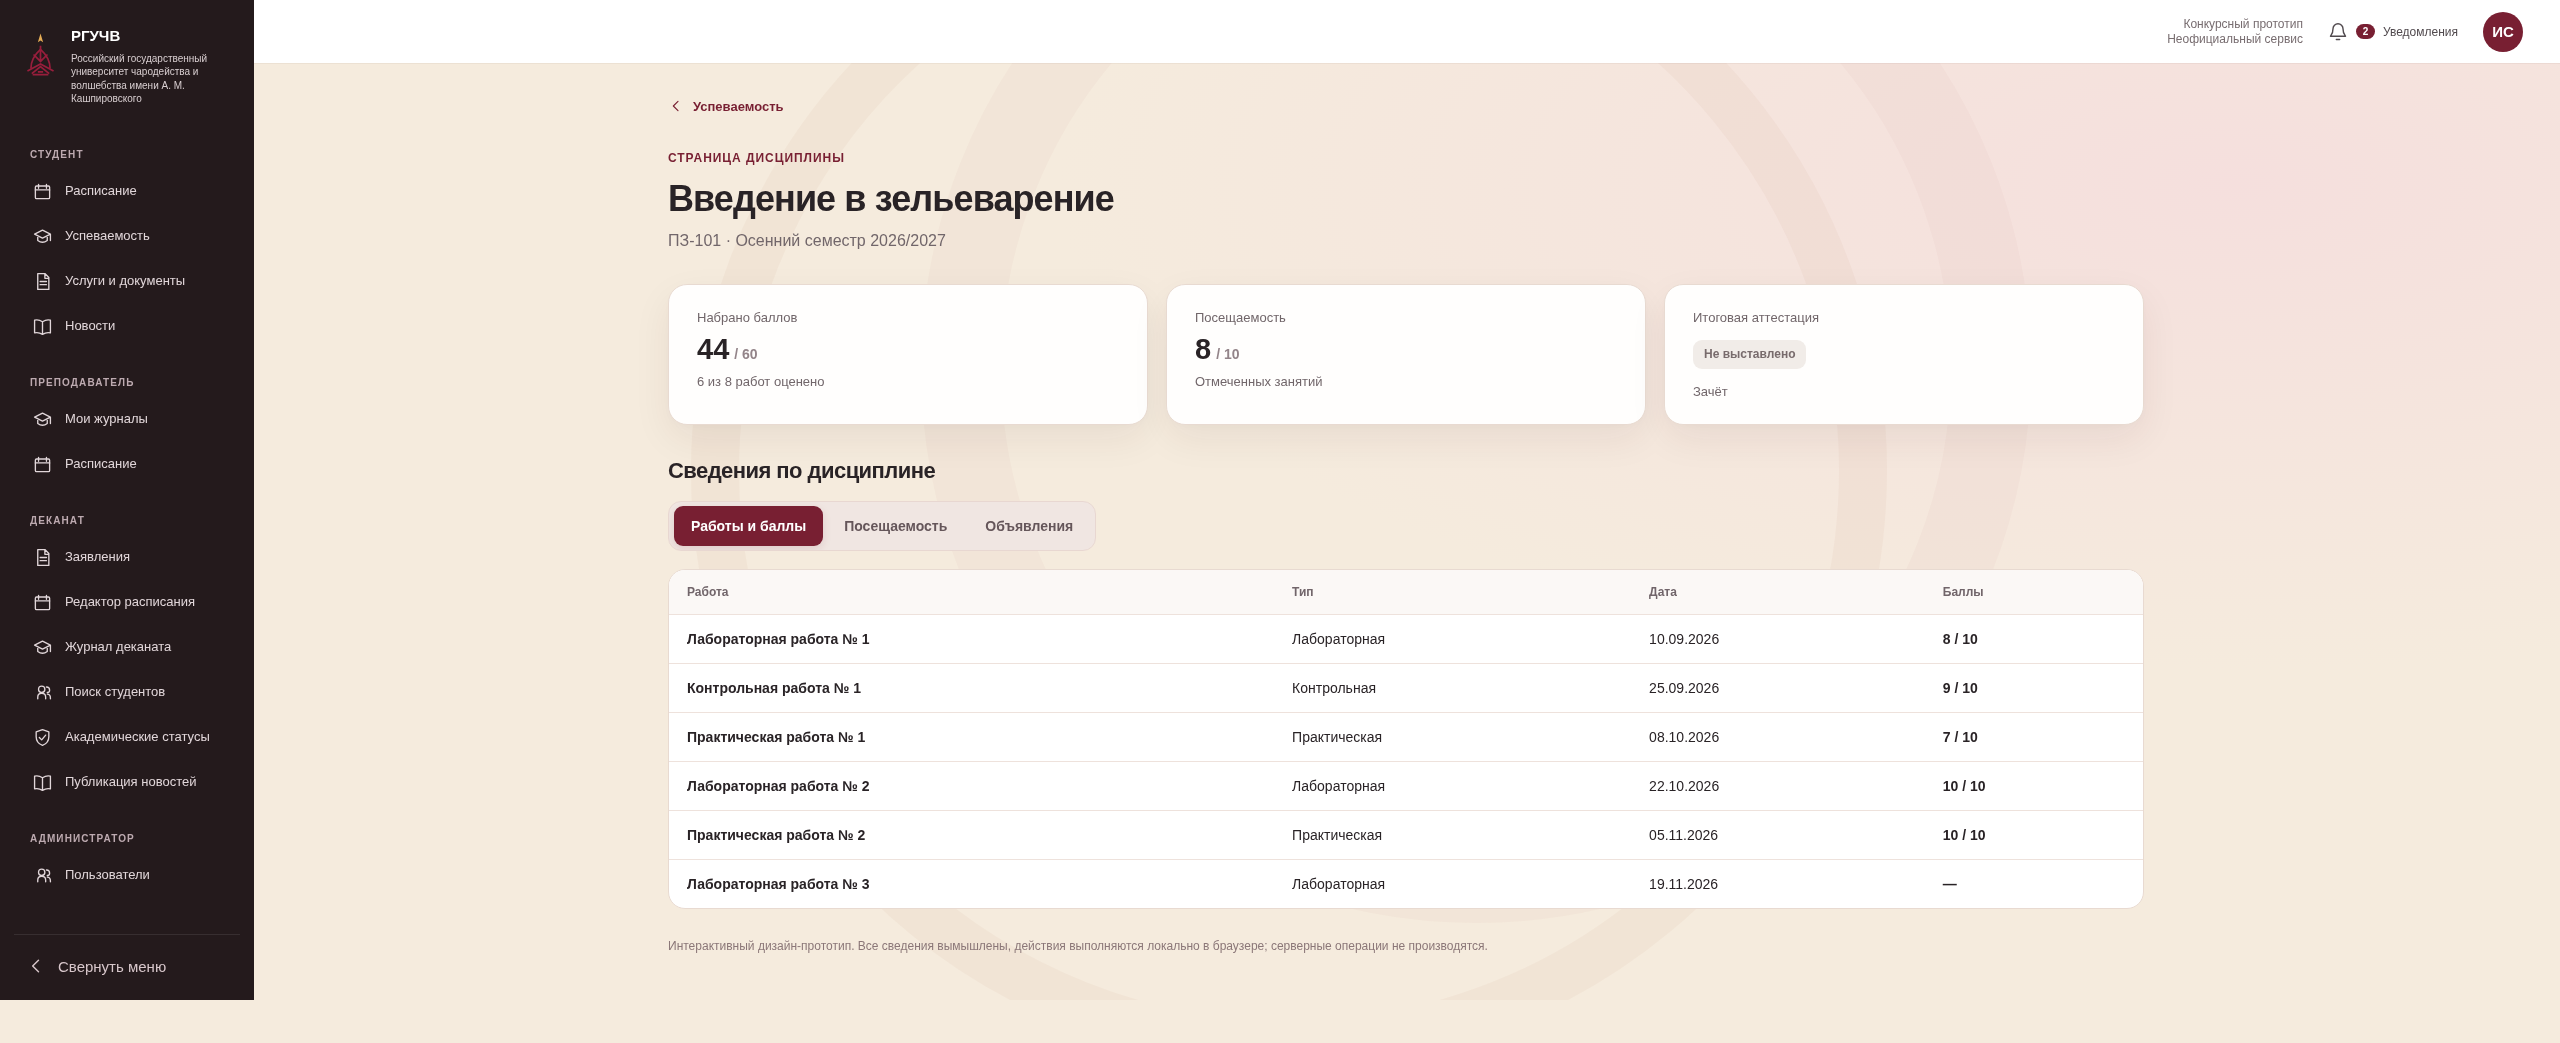 РГУЧВ
Российский государственный
университет чародейства и
волшебства имени А. М.
Кашпировского
СТУДЕНТ
Расписание
Успеваемость
Услуги и документы
Новости
ПРЕПОДАВАТЕЛЬ
Мои журналы
Расписание
ДЕКАНАТ
Заявления
Редактор расписания
Журнал деканата
Поиск студентов
Академические статусы
Публикация новостей
АДМИНИСТРАТОР
Пользователи
Свернуть меню
Конкурсный прототип
Неофициальный сервис
2 Уведомления
ИС
Успеваемость
СТРАНИЦА ДИСЦИПЛИНЫ
Введение в зельеварение
ПЗ-101 · Осенний семестр 2026/2027
Набрано баллов
44 / 60
6 из 8 работ оценено
Посещаемость
8 / 10
Отмеченных занятий
Итоговая аттестация
Не выставлено
Зачёт
Сведения по дисциплине
Работы и баллы Посещаемость Объявления
Работа Тип Дата Баллы
Лабораторная работа № 1 Лабораторная 10.09.2026 8 / 10
Контрольная работа № 1 Контрольная 25.09.2026 9 / 10
Практическая работа № 1 Практическая 08.10.2026 7 / 10
Лабораторная работа № 2 Лабораторная 22.10.2026 10 / 10
Практическая работа № 2 Практическая 05.11.2026 10 / 10
Лабораторная работа № 3 Лабораторная 19.11.2026 —
Интерактивный дизайн-прототип. Все сведения вымышлены, действия выполняются локально в браузере; серверные операции не производятся.